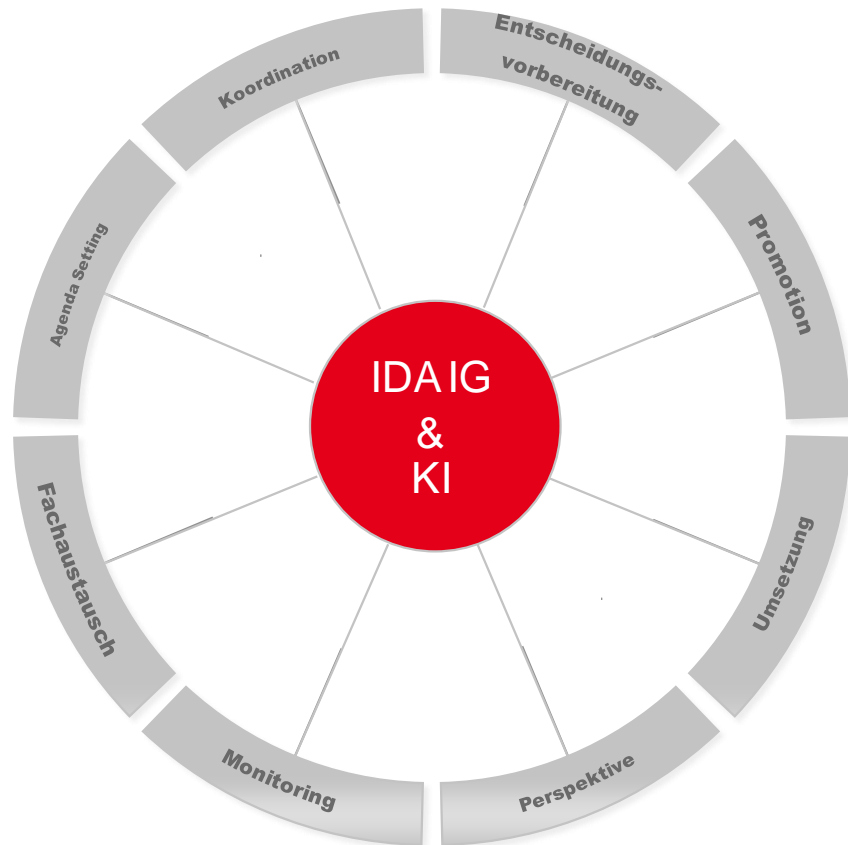 Koordination
Entscheidungs-
vorbereitung
Promotion
Umsetzung
Perspektive
Monitoring
Fachaustausch
Agenda Setting
IDA IG
&
KI